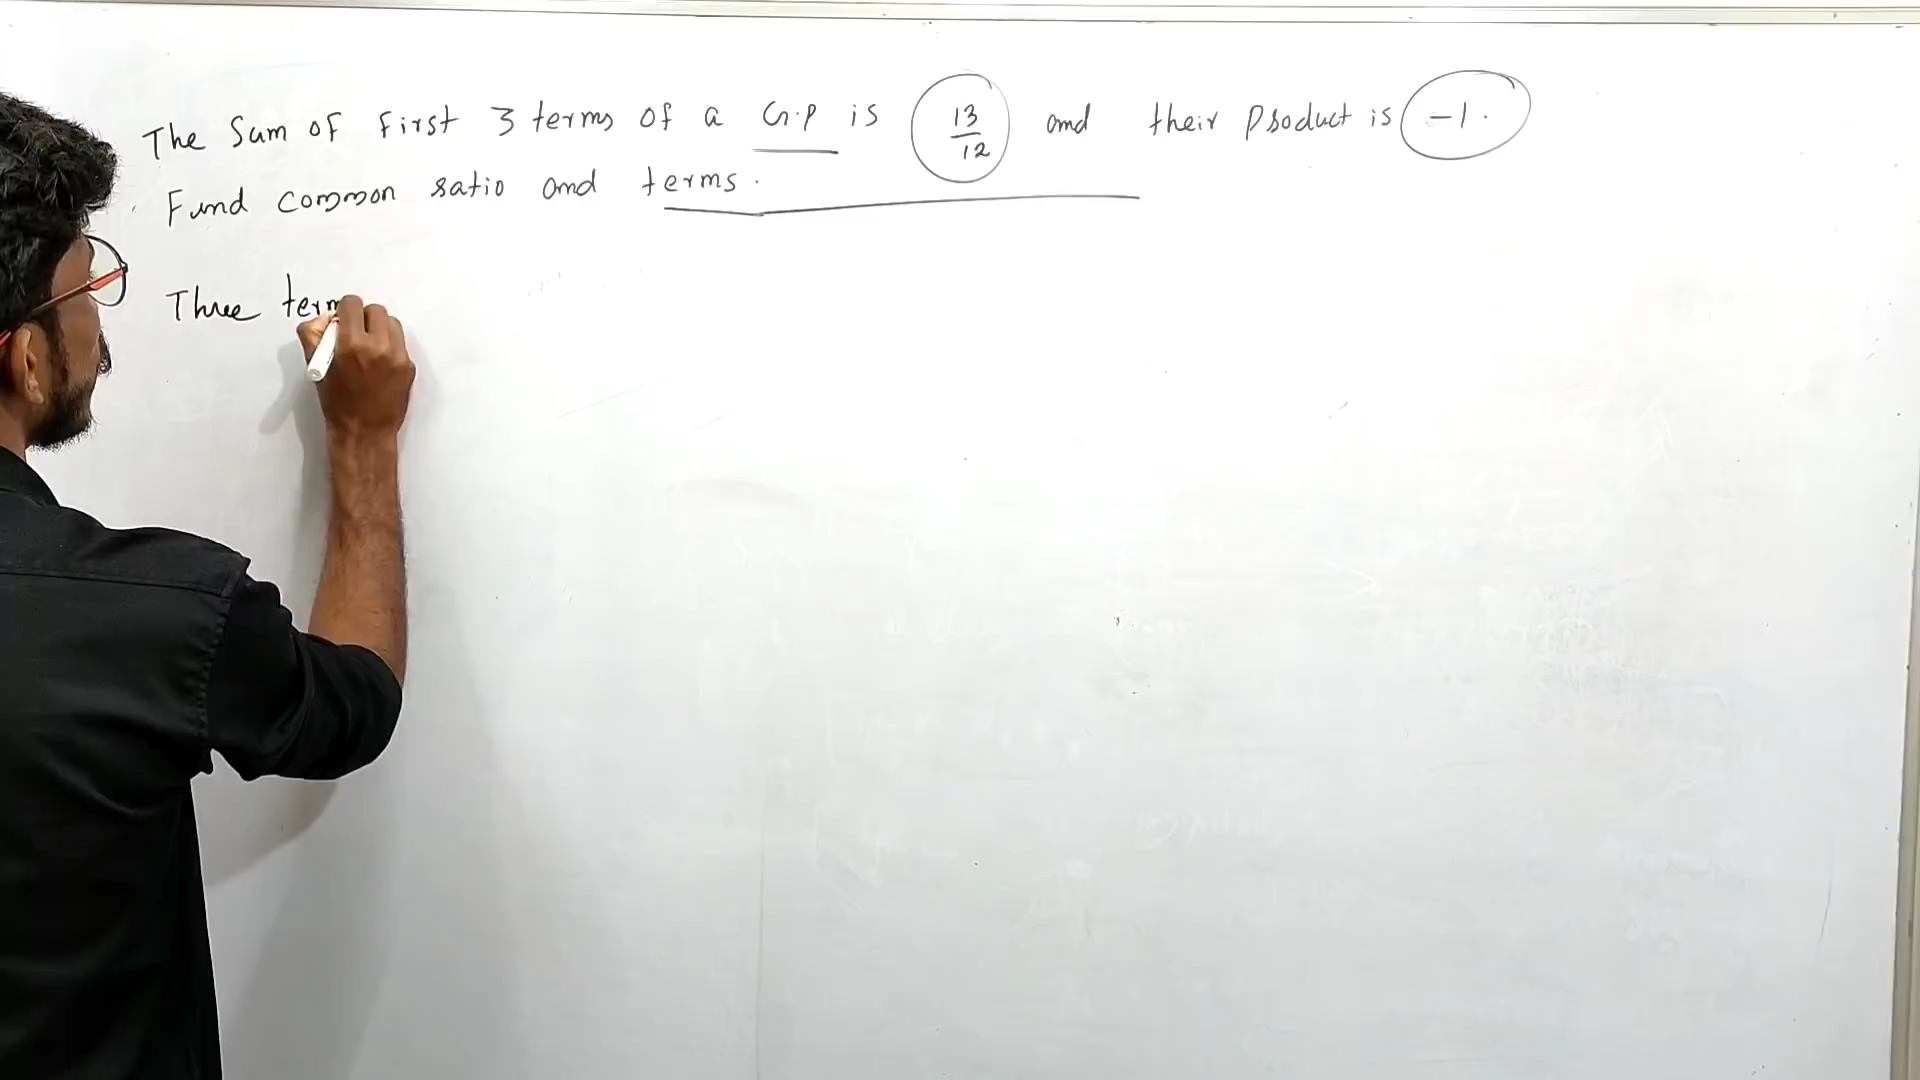 The Sum of First 3 terms of a G.P is 13/12 and their product is -1.
Find common ratio and terms.
Three term